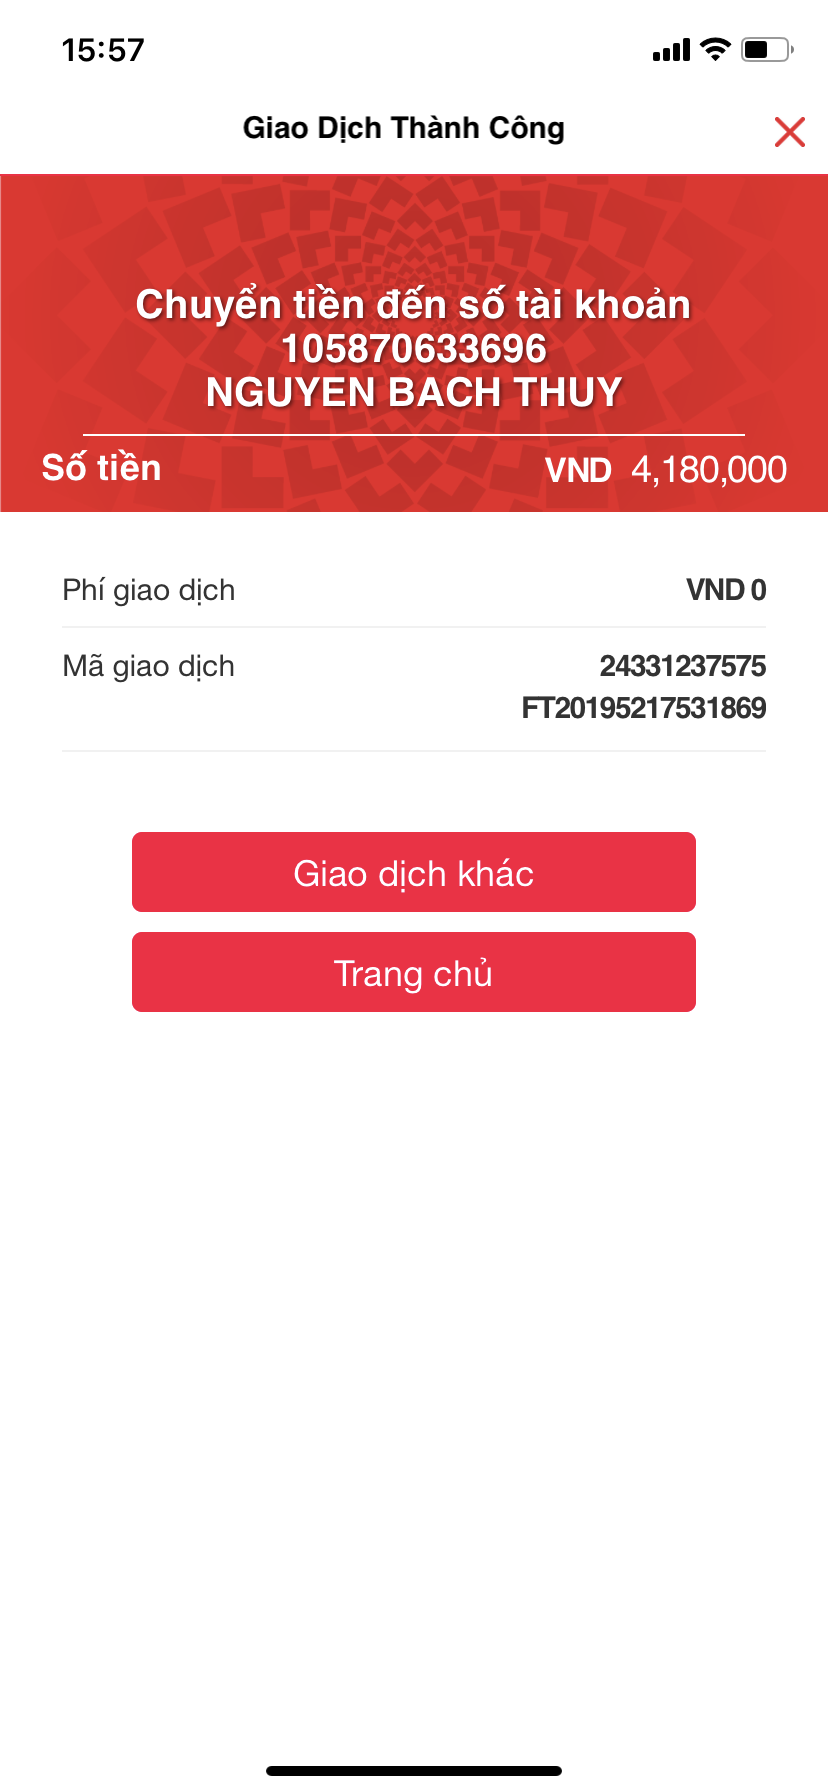 15:57
Giao Dịch Thành Công
Chuyển tiền đến số tài khoản
105870633696
NGUYEN BACH THUY
Số tiền VND 4,180,000
Phí giao dịch VND 0
Mã giao dịch 24331237575
FT20195217531869
Giao dịch khác
Trang chủ